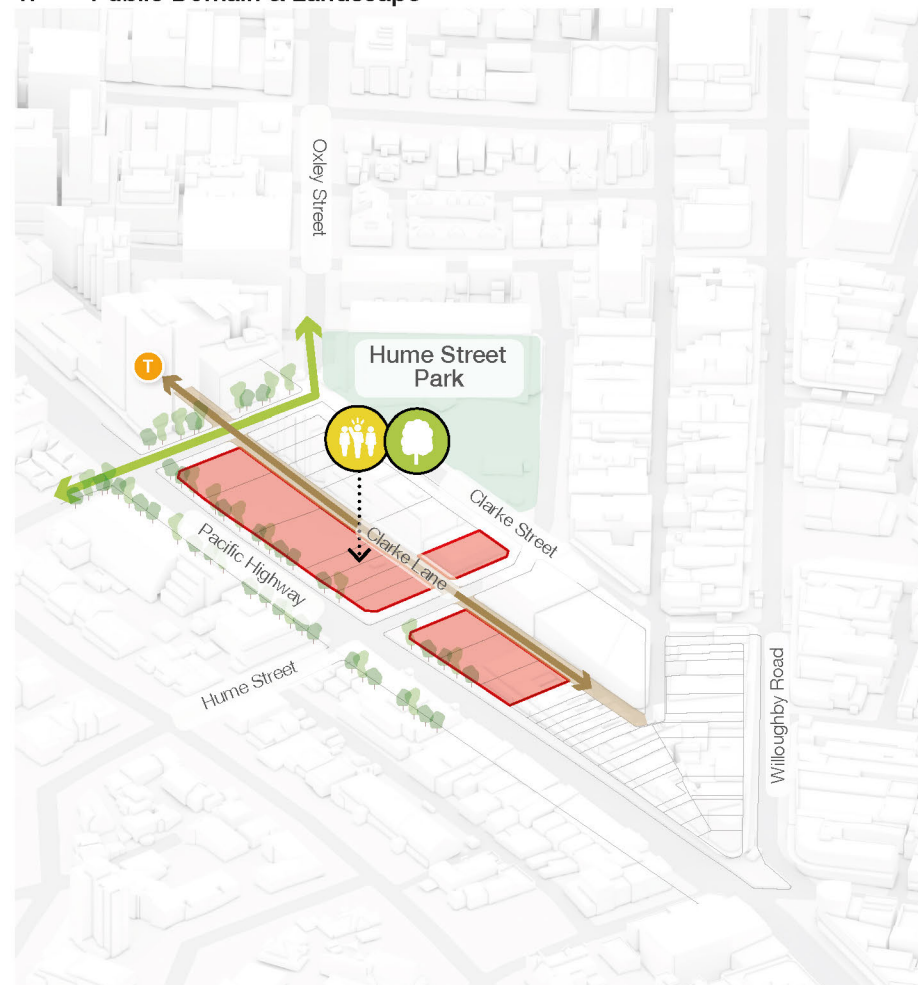 Public Domain & Landscape
Oxley Street
Hume Street
Park
T
Clarke Street
Clarke Lane
Pacific Highway
Hume Street
Willoughby Road